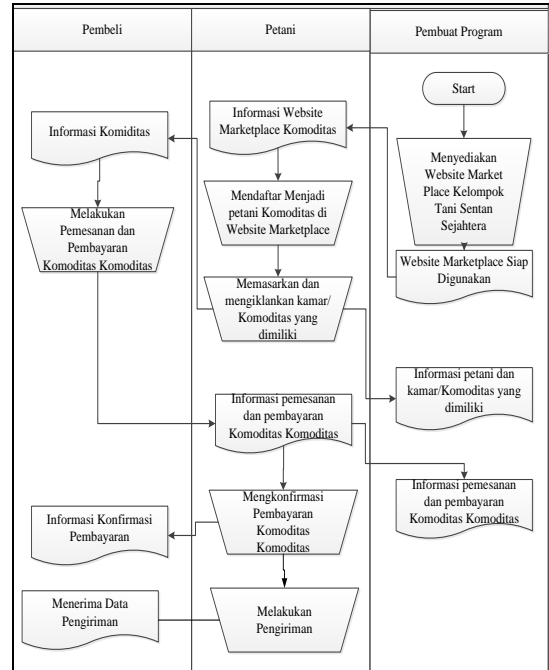 Pembeli
Petani
Pembuat Program
Start
Informasi Website
Marketplace Komoditas
Informasi Komiditas
Menyediakan
Website Market
Place Kelompok
Tani Sentan
Sejahtera
Mendaftar Menjadi
petani Komoditas di
Website Marketplace
Melakukan
Pemesanan dan
Pembayaran
Komoditas Komoditas
Website Marketplace Siap
Digunakan
Memasarkan dan
mengiklankan kamar/
Komoditas yang
dimiliki
Informasi petani dan
kamar/Komoditas yang
dimiliki
Informasi pemesanan
dan pembayaran
Komoditas Komoditas
Informasi pemesanan
dan pembayaran
Komoditas Komoditas
Mengkonfirmasi
Pembayaran
Komoditas
Komoditas
Informasi Konfirmasi
Pembayaran
Menerima Data
Pengiriman
Melakukan
Pengiriman